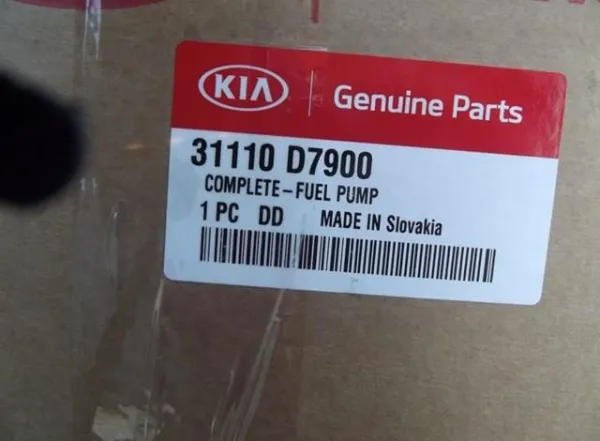 KIA Genuine Parts
31110 D7900
COMPLETE-FUEL PUMP
1 PC DD MADE IN Slovakia